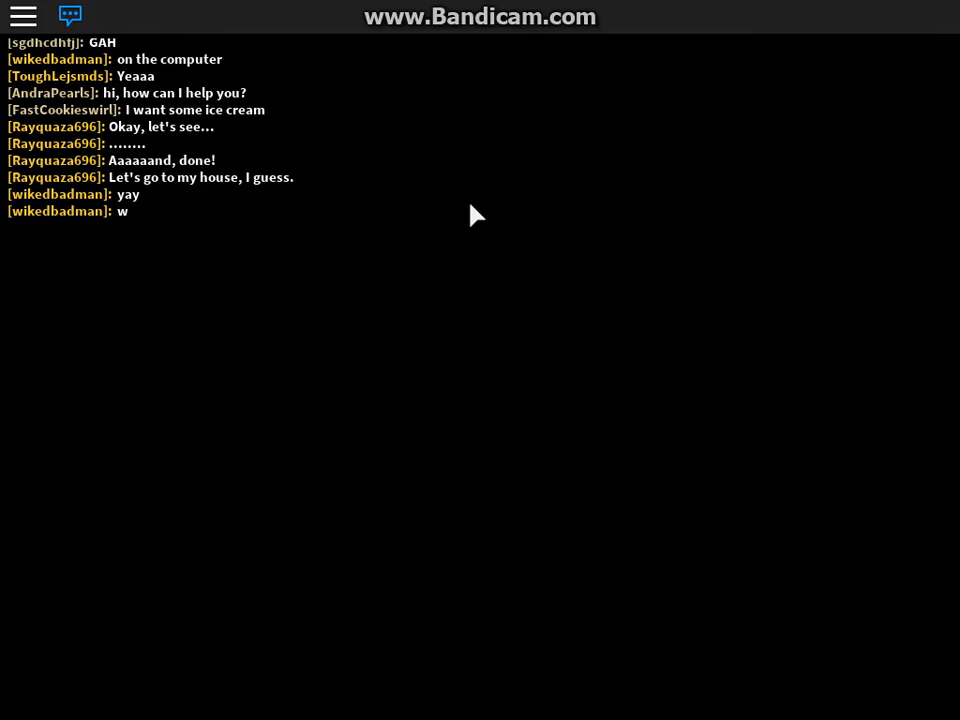 www.Bandicam.com
[sgdhcdhfj]: GAH
[wikedbadman]: on the computer
[ToughLejsmds]: Yeaaa
[AndraPearls]: hi, how can I help you?
[FastCookieswirl]: I want some ice cream
[Rayquaza696]: Okay, let's see...
[Rayquaza696]: ........
[Rayquaza696]: Aaaaaand, done!
[Rayquaza696]: Let's go to my house, I guess.
[wikedbadman]: yay
[wikedbadman]: w